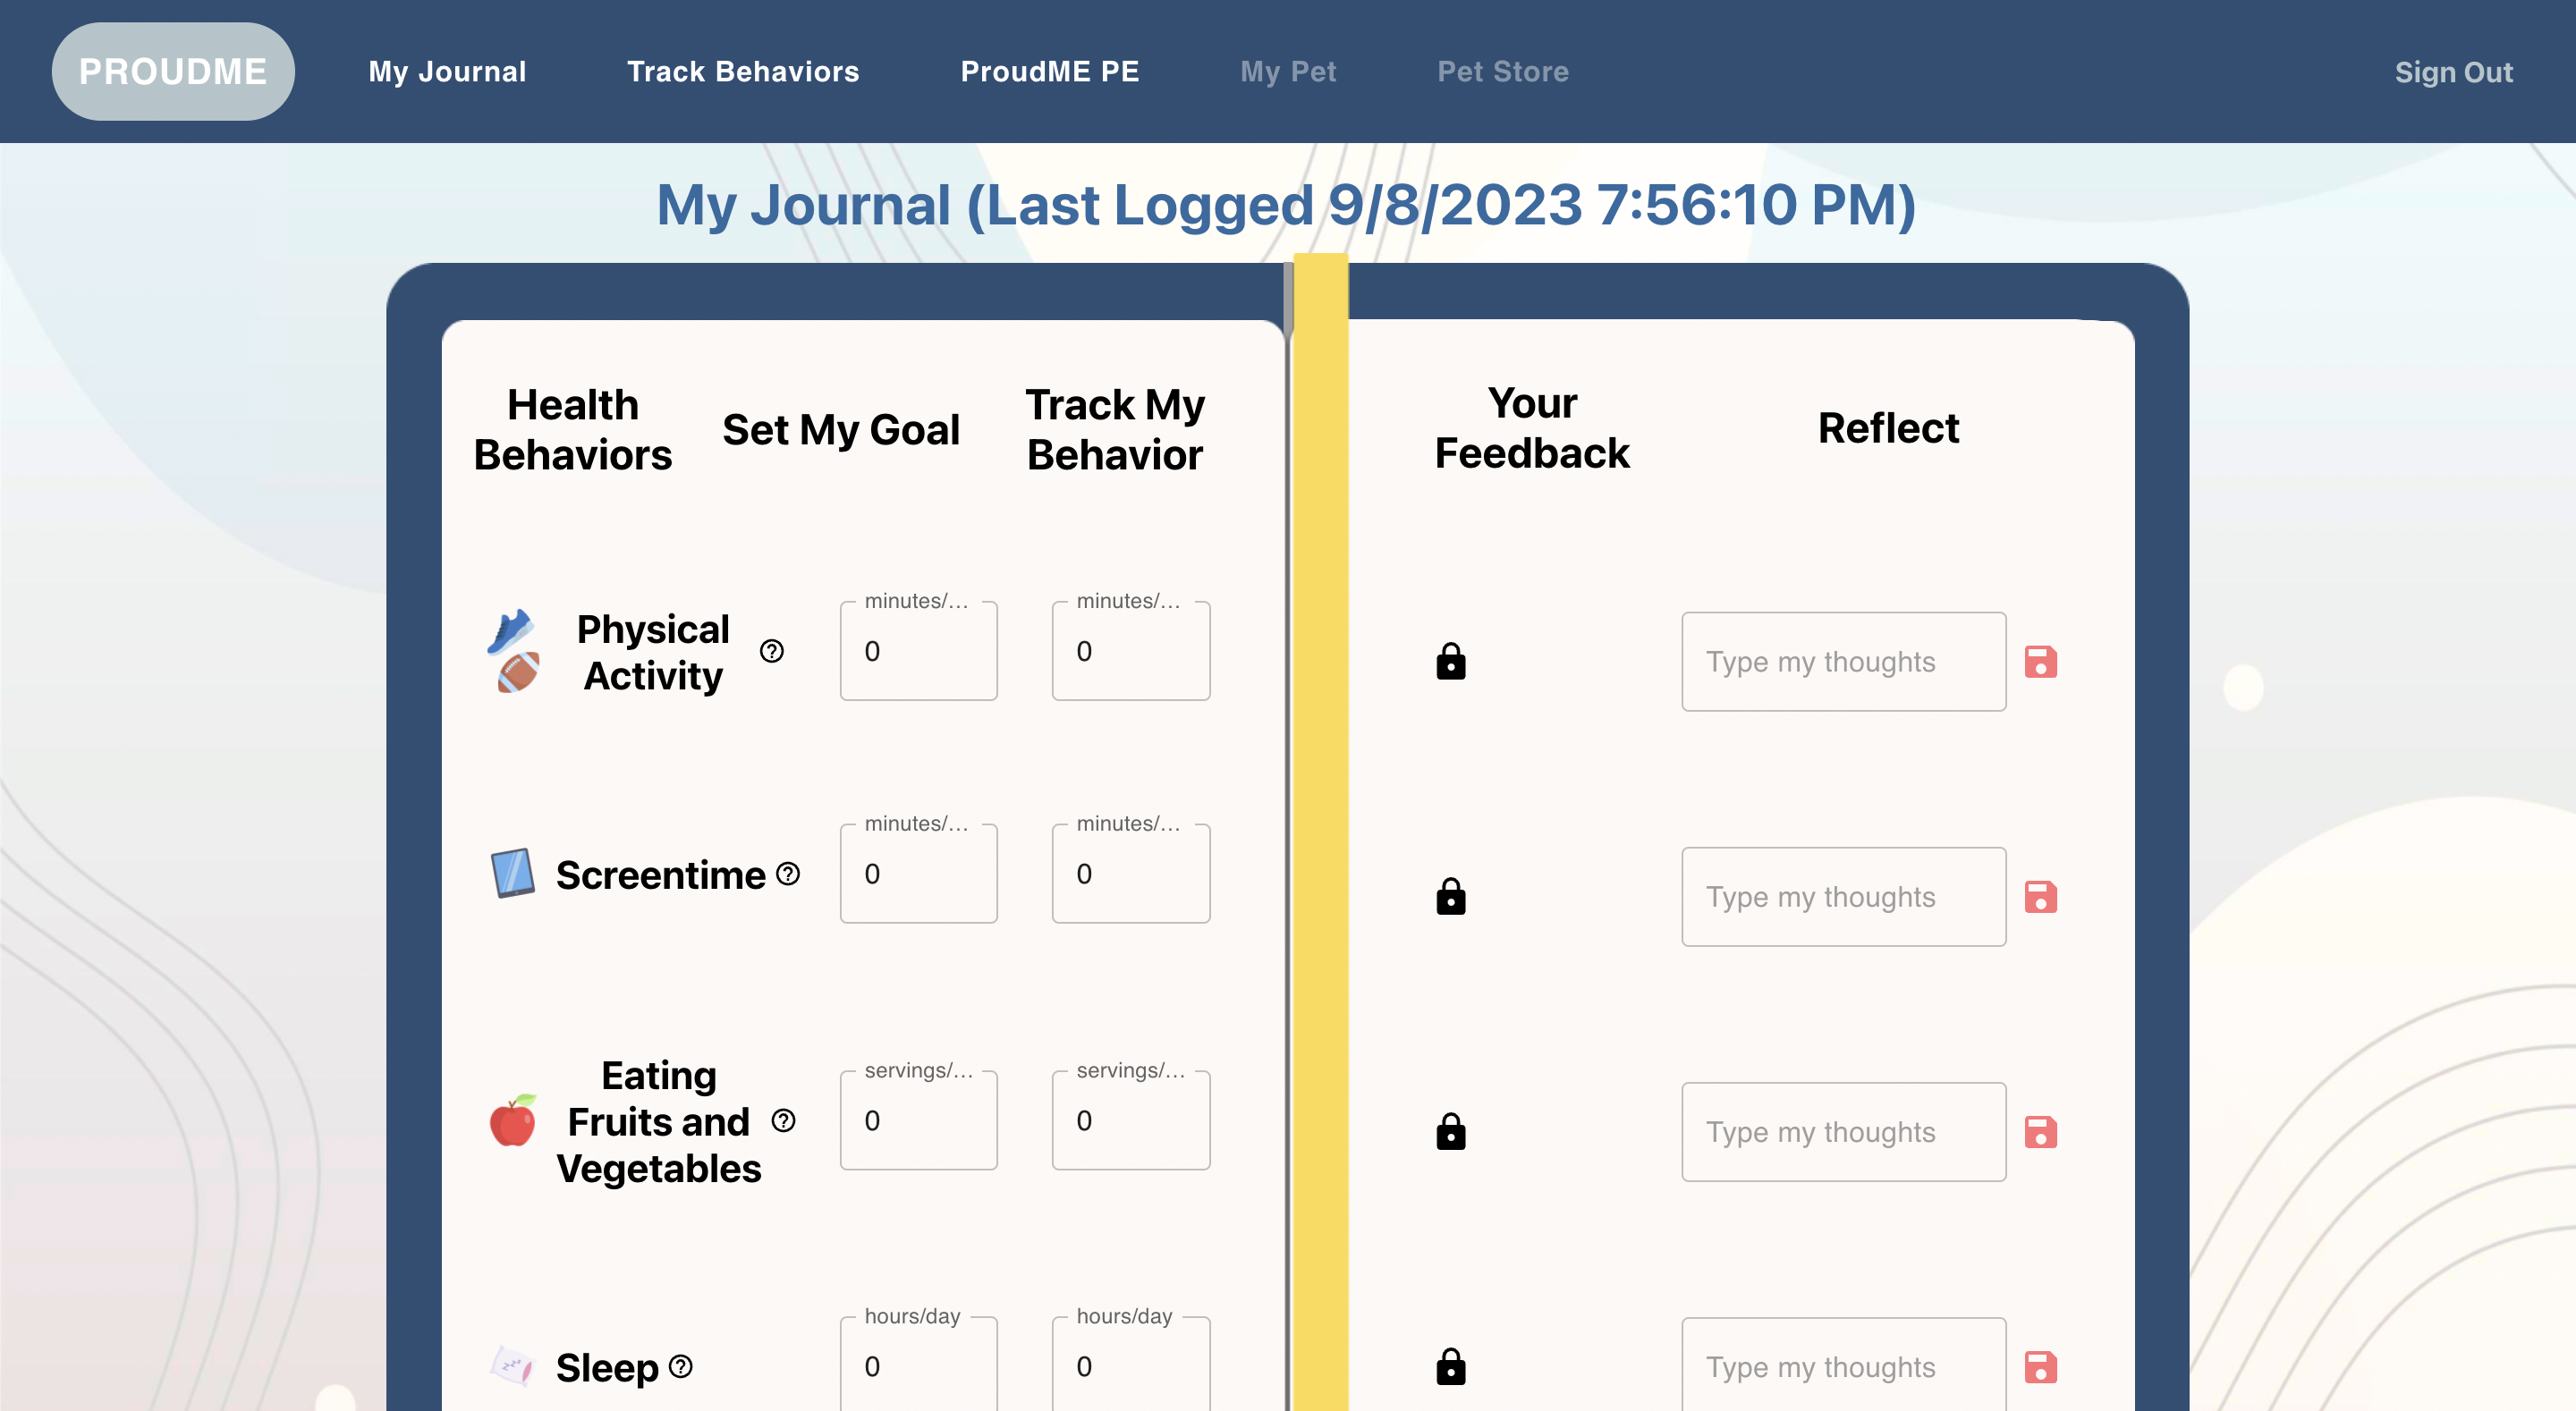 PROUDME
My Journal
Track Behaviors
ProudME PE
My Pet
Pet Store
Sign Out
My Journal (Last Logged 9/8/2023 7:56:10 PM)
Health
Behaviors
Set My Goal
Track My
Behavior
Your
Feedback
Reflect
Physical
Activity
minutes/...
0
minutes/...
0
Type my thoughts
Screentime
minutes/...
0
minutes/...
0
Type my thoughts
Eating
Fruits and
Vegetables
servings/...
0
servings/...
0
Type my thoughts
Sleep
hours/day
0
hours/day
0
Type my thoughts